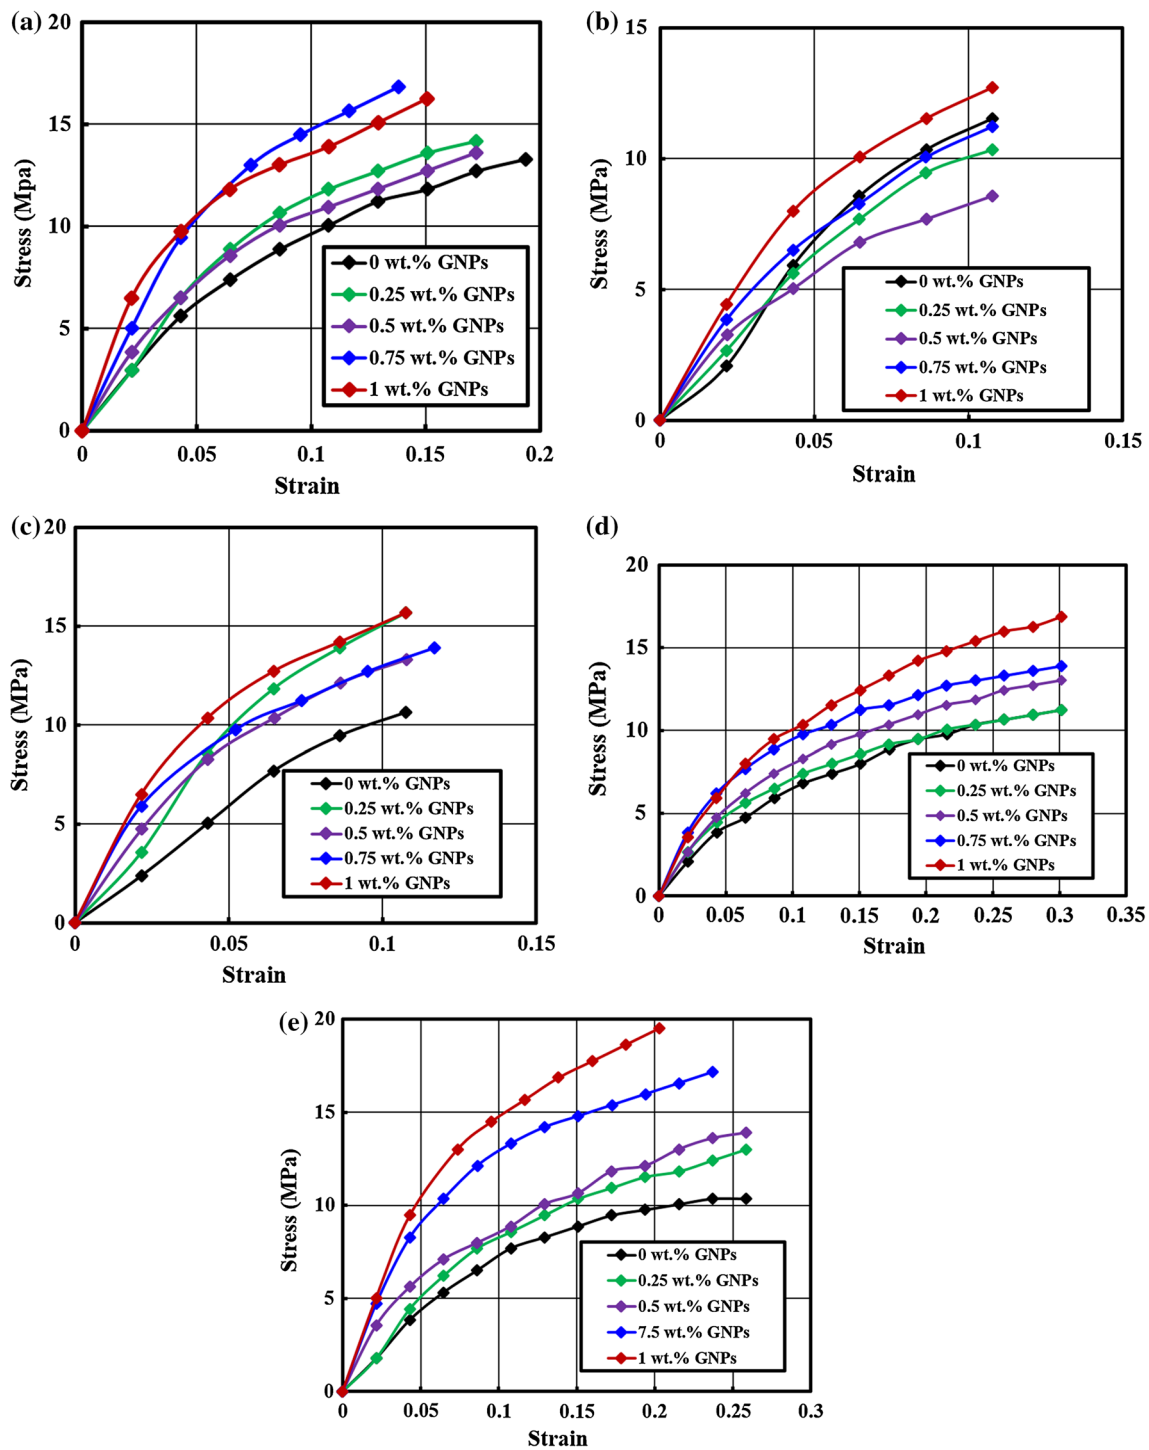 (a)
20
15
10
5
0
Stress (Mpa)
0 wt.% GNPs
0.25 wt.% GNPs
0.5 wt.% GNPs
0.75 wt.% GNPs
1 wt.% GNPs
0 0.05 0.1 0.15 0.2
Strain
(b)
15
10
5
0
Stress (MPa)
0 wt.% GNPs
0.25 wt.% GNPs
0.5 wt.% GNPs
0.75 wt.% GNPs
1 wt.% GNPs
0 0.05 0.1 0.15
Strain
(c)
20
15
10
5
0
Stress (MPa)
0 wt.% GNPs
0.25 wt.% GNPs
0.5 wt.% GNPs
0.75 wt.% GNPs
1 wt.% GNPs
0 0.05 0.1 0.15
Strain
(d)
20
15
10
5
0
Stress (MPa)
0 wt.% GNPs
0.25 wt.% GNPs
0.5 wt.% GNPs
0.75 wt.% GNPs
1 wt.% GNPs
0 0.05 0.1 0.15 0.2 0.25 0.3 0.35
Strain
(e)
20
15
10
5
0
Stress (MPa)
0 wt.% GNPs
0.25 wt.% GNPs
0.5 wt.% GNPs
7.5 wt.% GNPs
1 wt.% GNPs
0 0.05 0.1 0.15 0.2 0.25 0.3
Strain